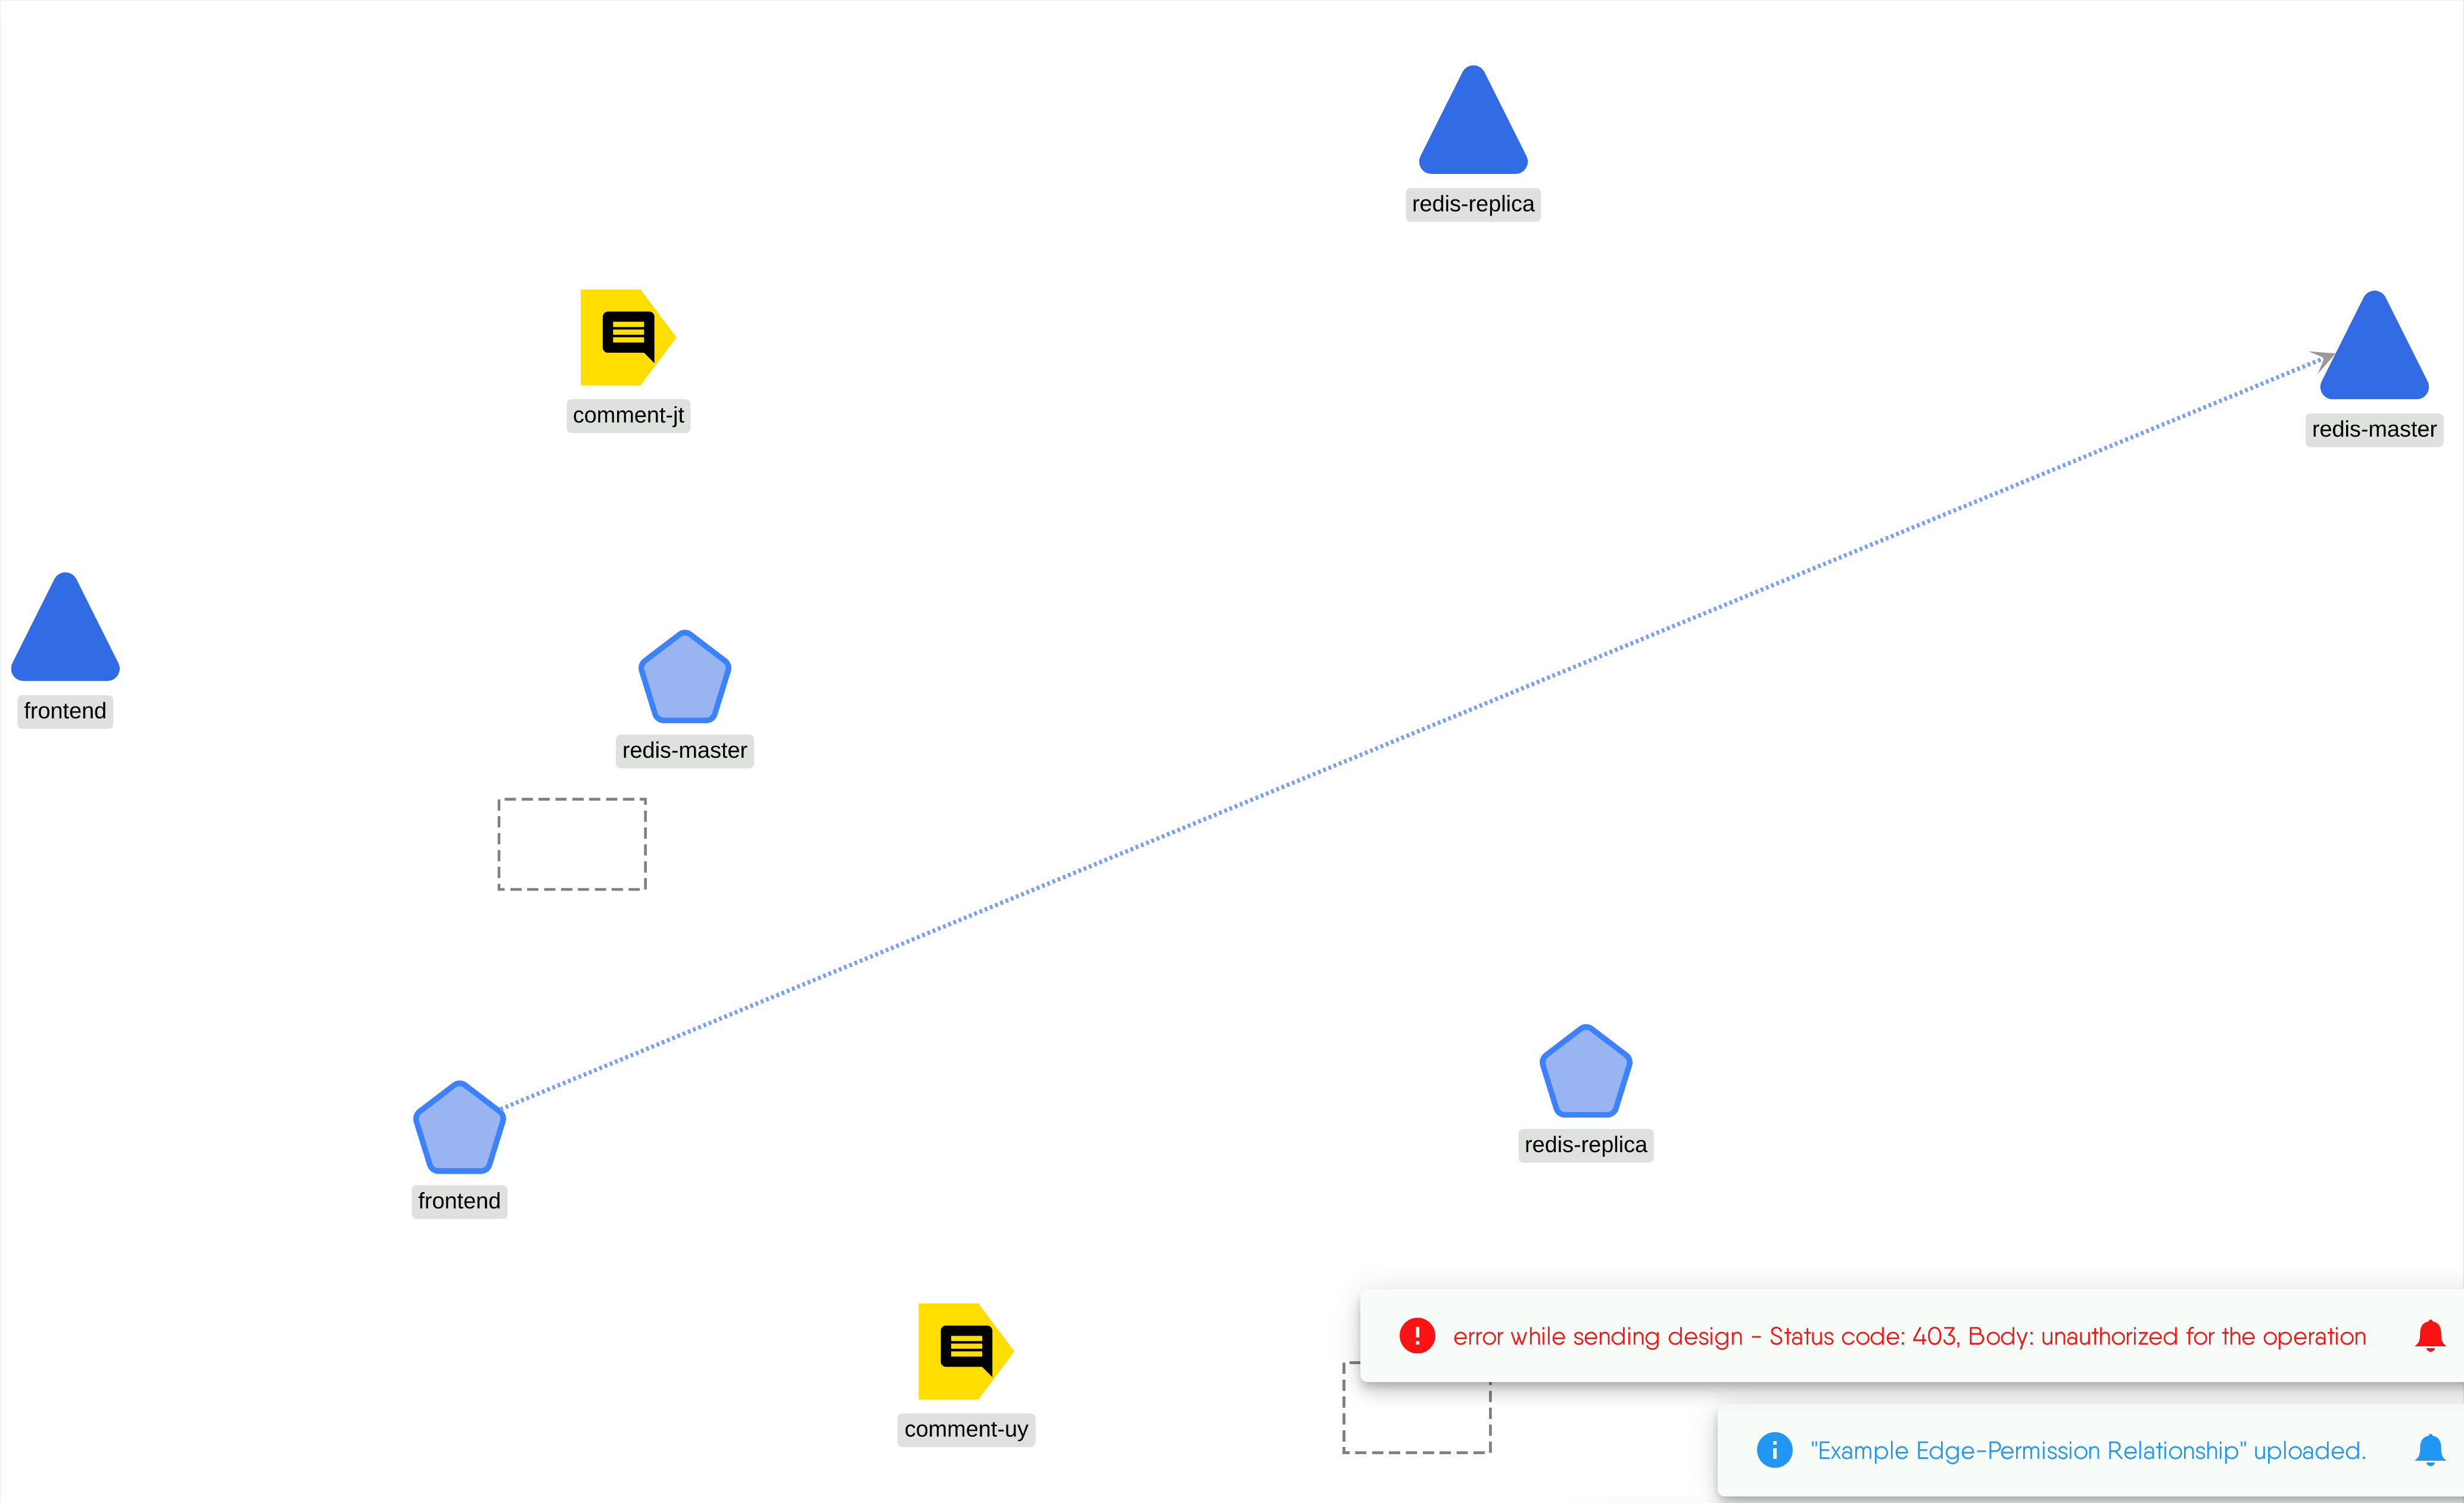 redis-replica
comment-jt
redis-master
frontend
redis-master
redis-replica
frontend
error while sending design - Status code: 403, Body: unauthorized for the operation
comment-uy
"Example Edge-Permission Relationship" uploaded.